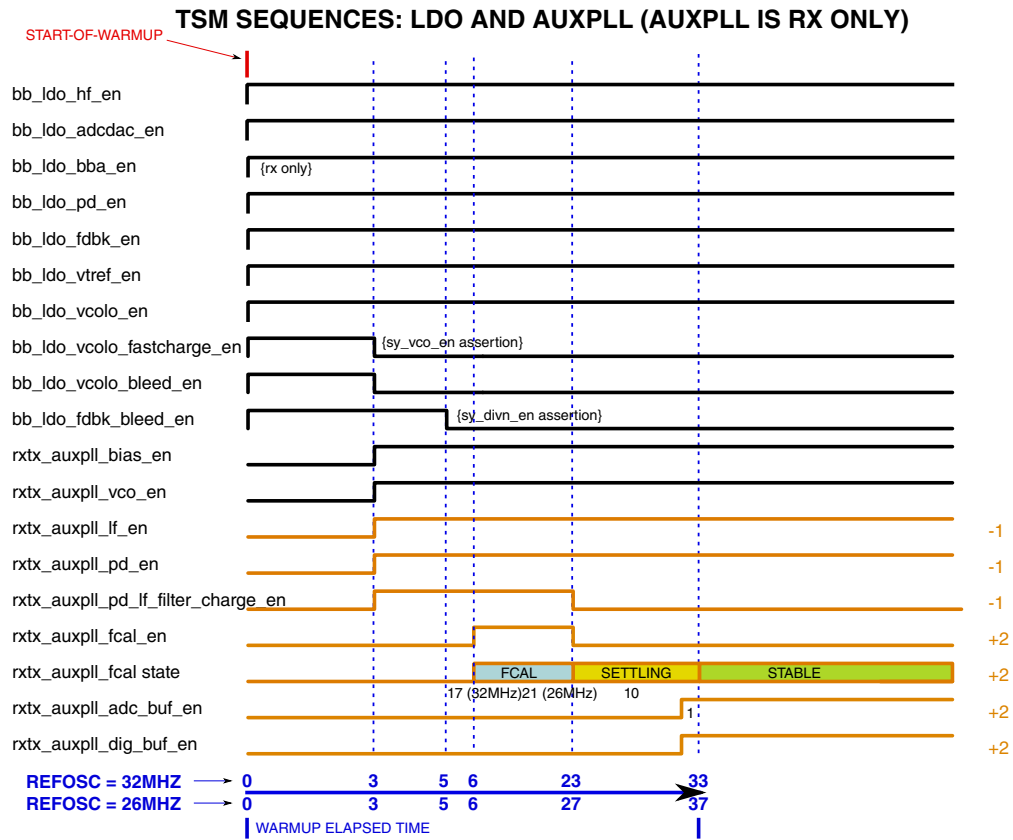 TSM SEQUENCES: LDO AND AUXPLL (AUXPLL IS RX ONLY)
START-OF-WARMUP
bb_ldo_hf_en
bb_ldo_adcdac_en
bb_ldo_bba_en {rx only}
bb_ldo_pd_en
bb_ldo_fdbk_en
bb_ldo_vtref_en
bb_ldo_vcolo_en
bb_ldo_vcolo_fastcharge_en {sy_vco_en assertion}
bb_ldo_vcolo_bleed_en
bb_ldo_fdbk_bleed_en {sy_divn_en assertion}
rxtx_auxpll_bias_en
rxtx_auxpll_vco_en
rxtx_auxpll_lf_en -1
rxtx_auxpll_pd_en -1
rxtx_auxpll_pd_lf_filter_charge_en -1
rxtx_auxpll_fcal_en +2
rxtx_auxpll_fcal state FCAL SETTLING STABLE +2
17 (32MHz)21 (26MHz) 10
rxtx_auxpll_adc_buf_en 1 +2
rxtx_auxpll_dig_buf_en +2
REFOSC = 32MHZ 0 3 5 6 23 33
REFOSC = 26MHZ 0 3 5 6 27 37
WARMUP ELAPSED TIME